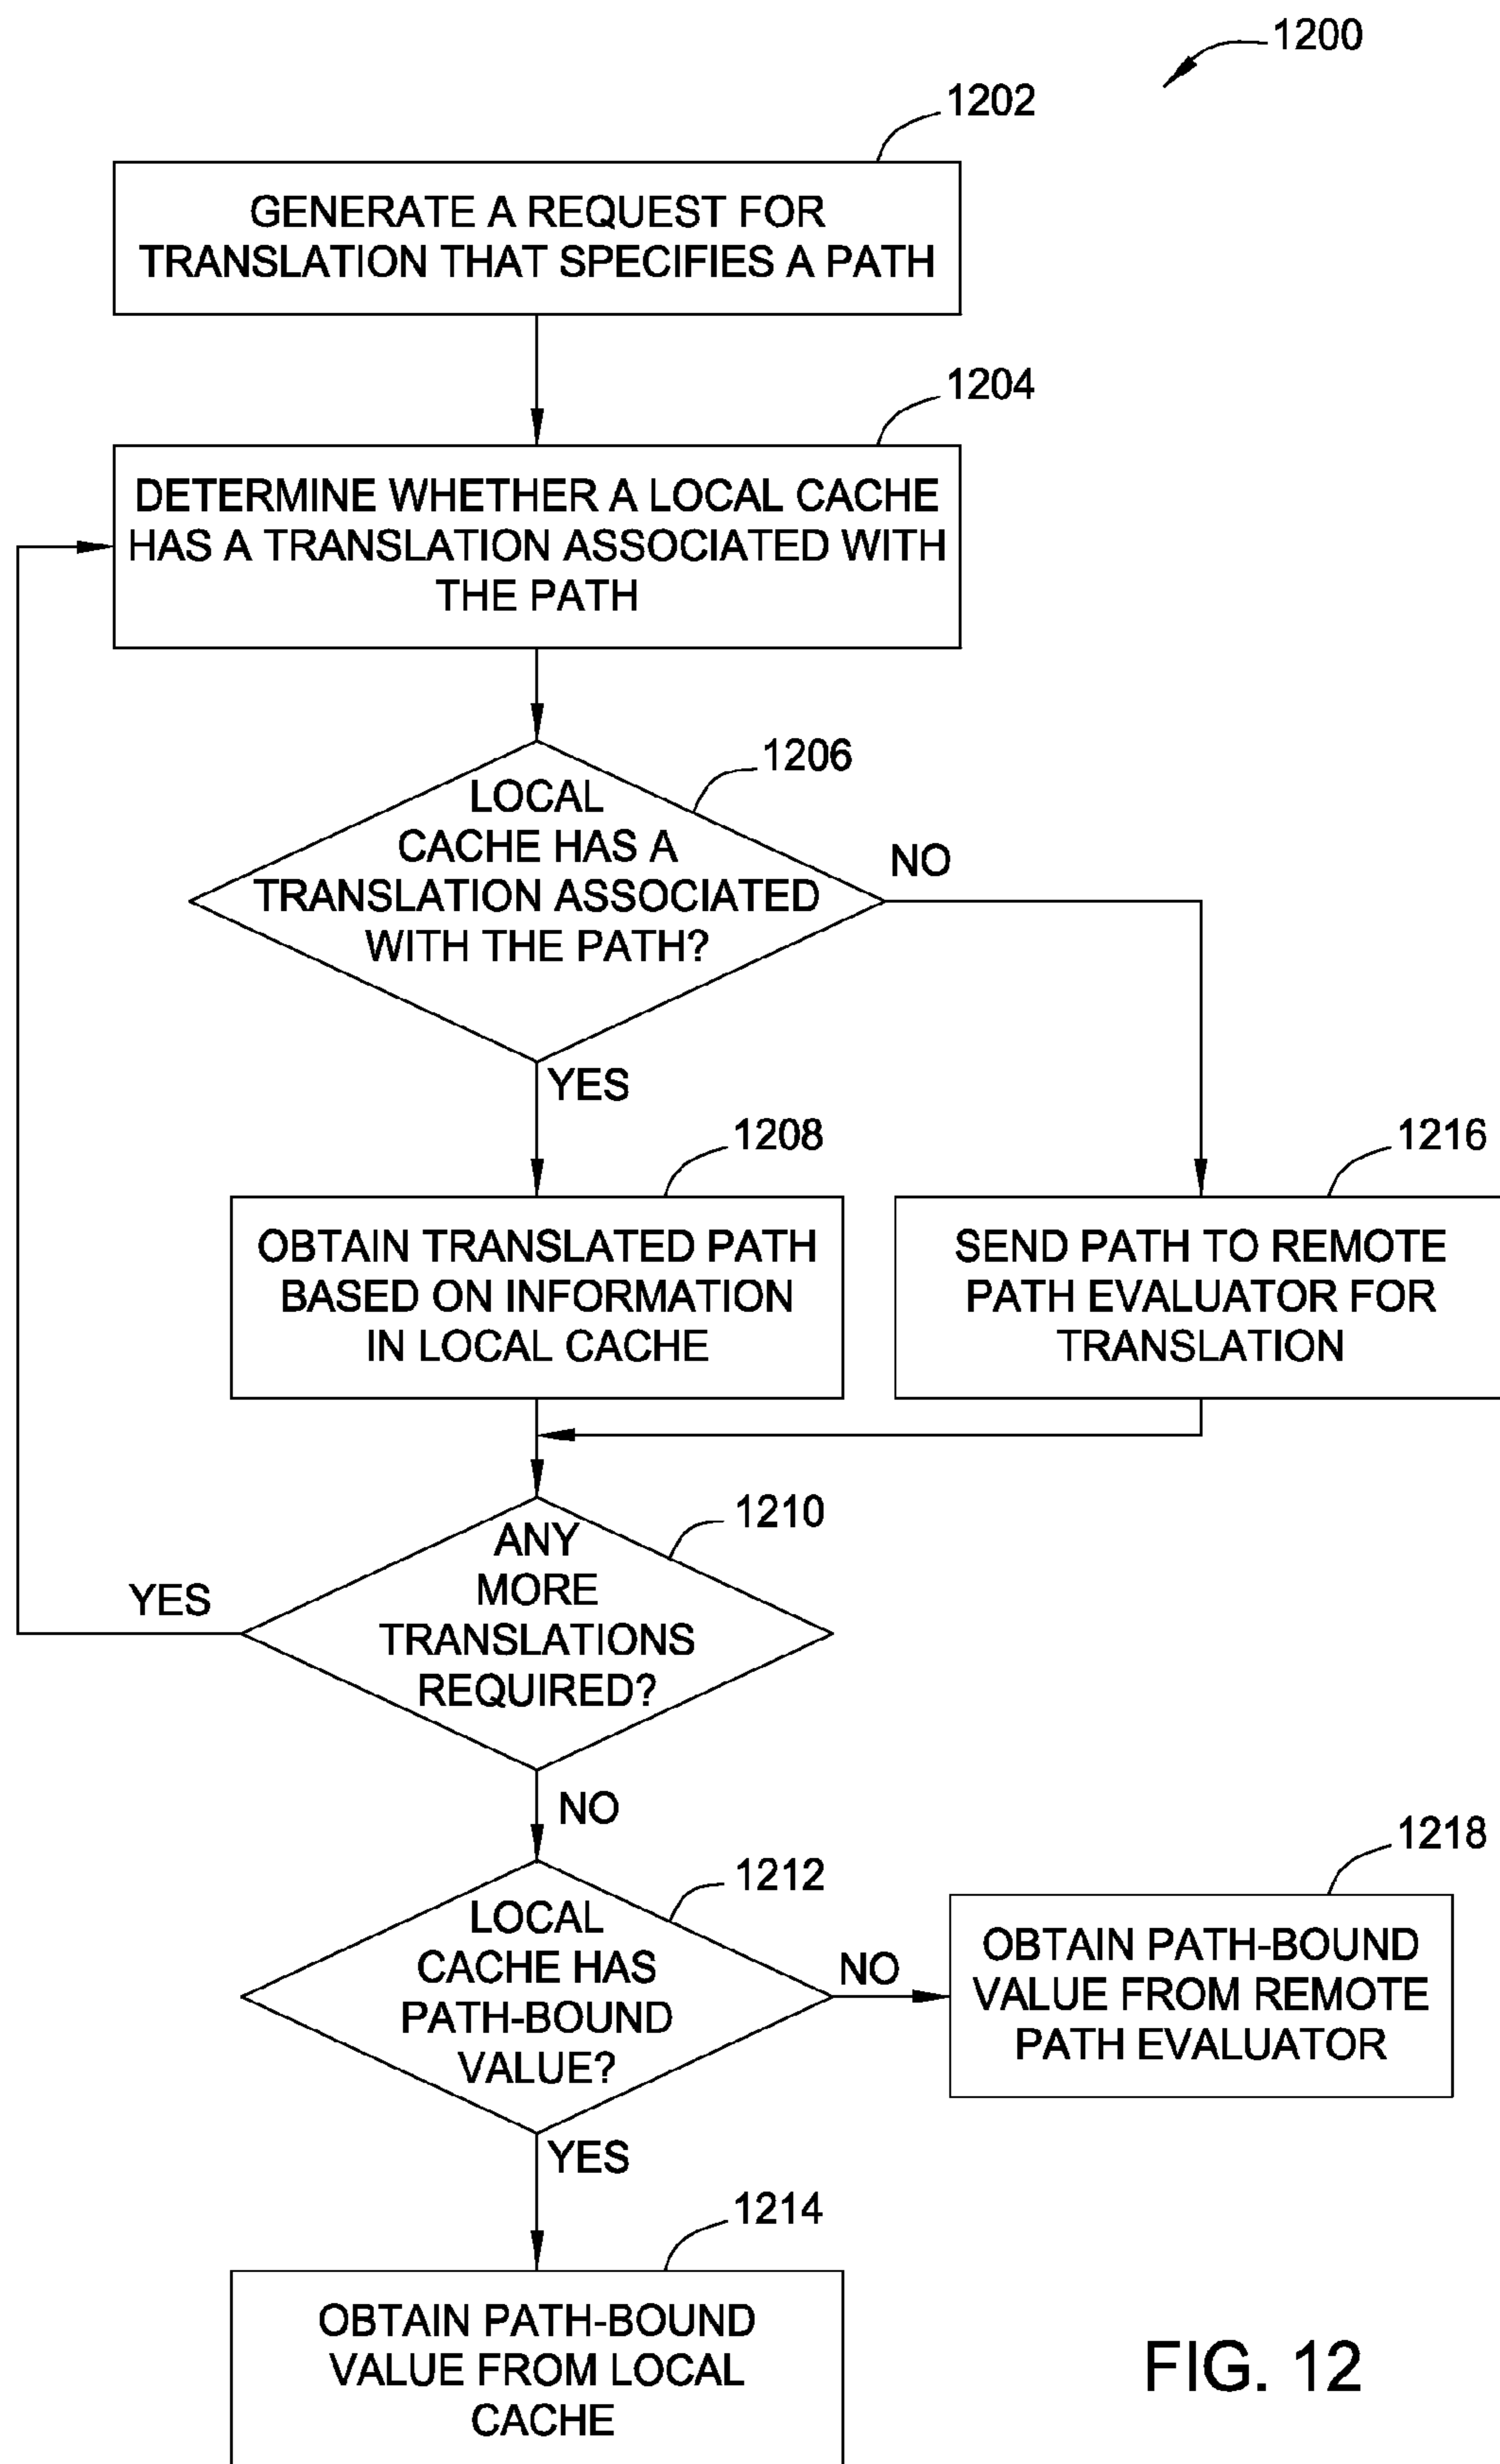 1200
1202
GENERATE A REQUEST FOR
TRANSLATION THAT SPECIFIES A PATH
1204
DETERMINE WHETHER A LOCAL CACHE
HAS A TRANSLATION ASSOCIATED WITH
THE PATH
1206
LOCAL
CACHE HAS A
TRANSLATION ASSOCIATED
WITH THE PATH?
NO
YES
1208
OBTAIN TRANSLATED PATH
BASED ON INFORMATION
IN LOCAL CACHE
1216
SEND PATH TO REMOTE
PATH EVALUATOR FOR
TRANSLATION
1210
ANY
MORE
TRANSLATIONS
REQUIRED?
YES
NO
1212
LOCAL
CACHE HAS
PATH-BOUND
VALUE?
NO
1218
OBTAIN PATH-BOUND
VALUE FROM REMOTE
PATH EVALUATOR
YES
1214
OBTAIN PATH-BOUND
VALUE FROM LOCAL
CACHE
FIG. 12